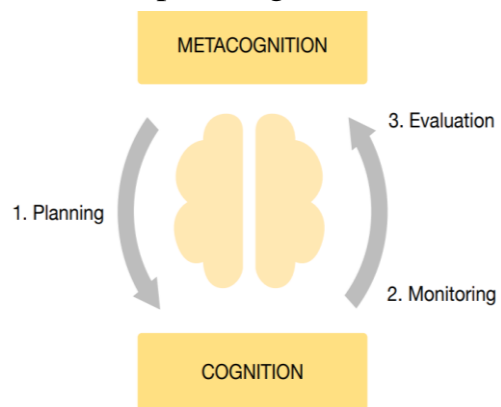 METACOGNITION
3. Evaluation
1. Planning
2. Monitoring
COGNITION